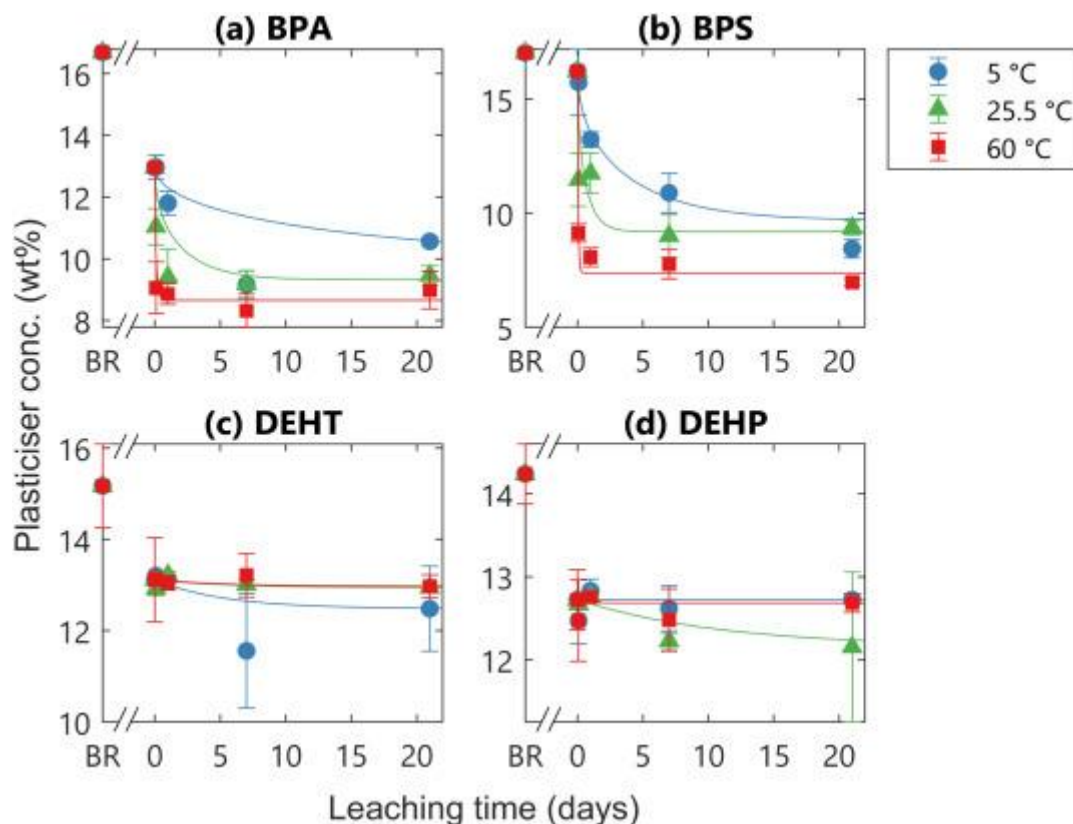 (a) BPA
(b) BPS
5 °C
25.5 °C
60 °C
16
14
12
10
8
15
10
5
BR 0 5 10 15 20
BR 0 5 10 15 20
Plasticiser conc. (wt%)
(c) DEHT
(d) DEHP
16
14
12
10
14
13
12
BR 0 5 10 15 20
BR 0 5 10 15 20
Leaching time (days)